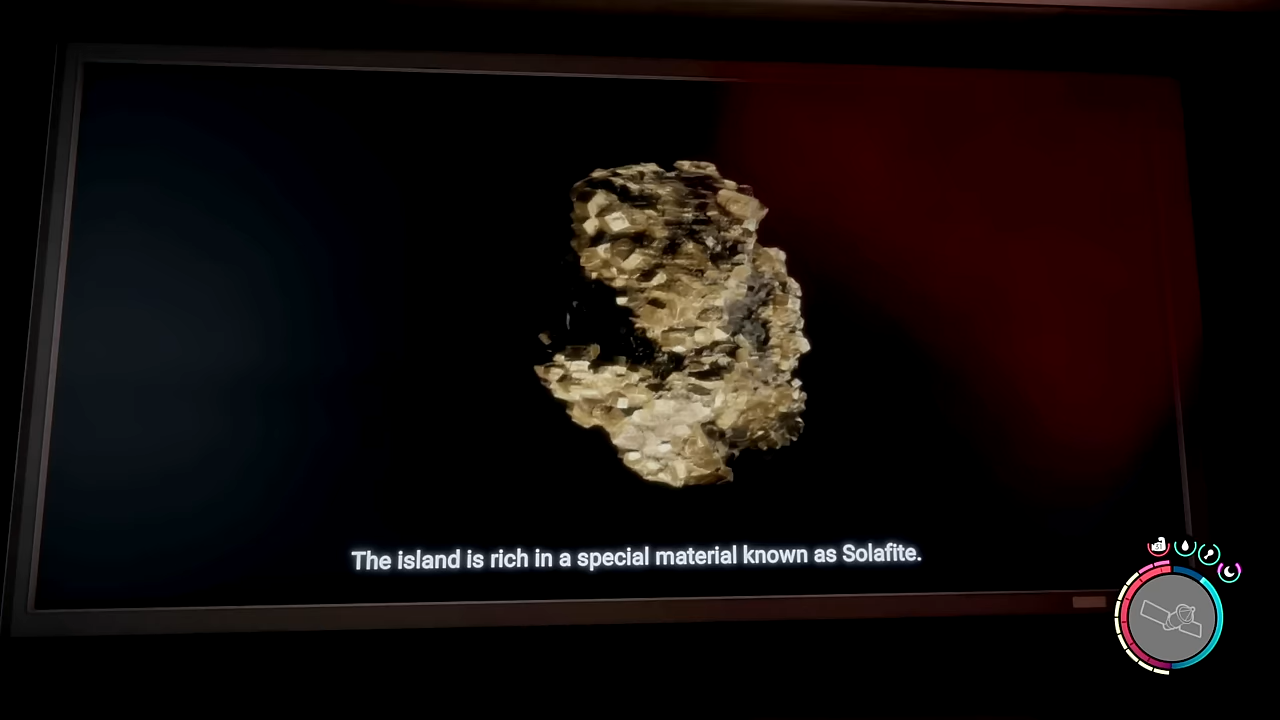 The island is rich in a special material known as Solafite.